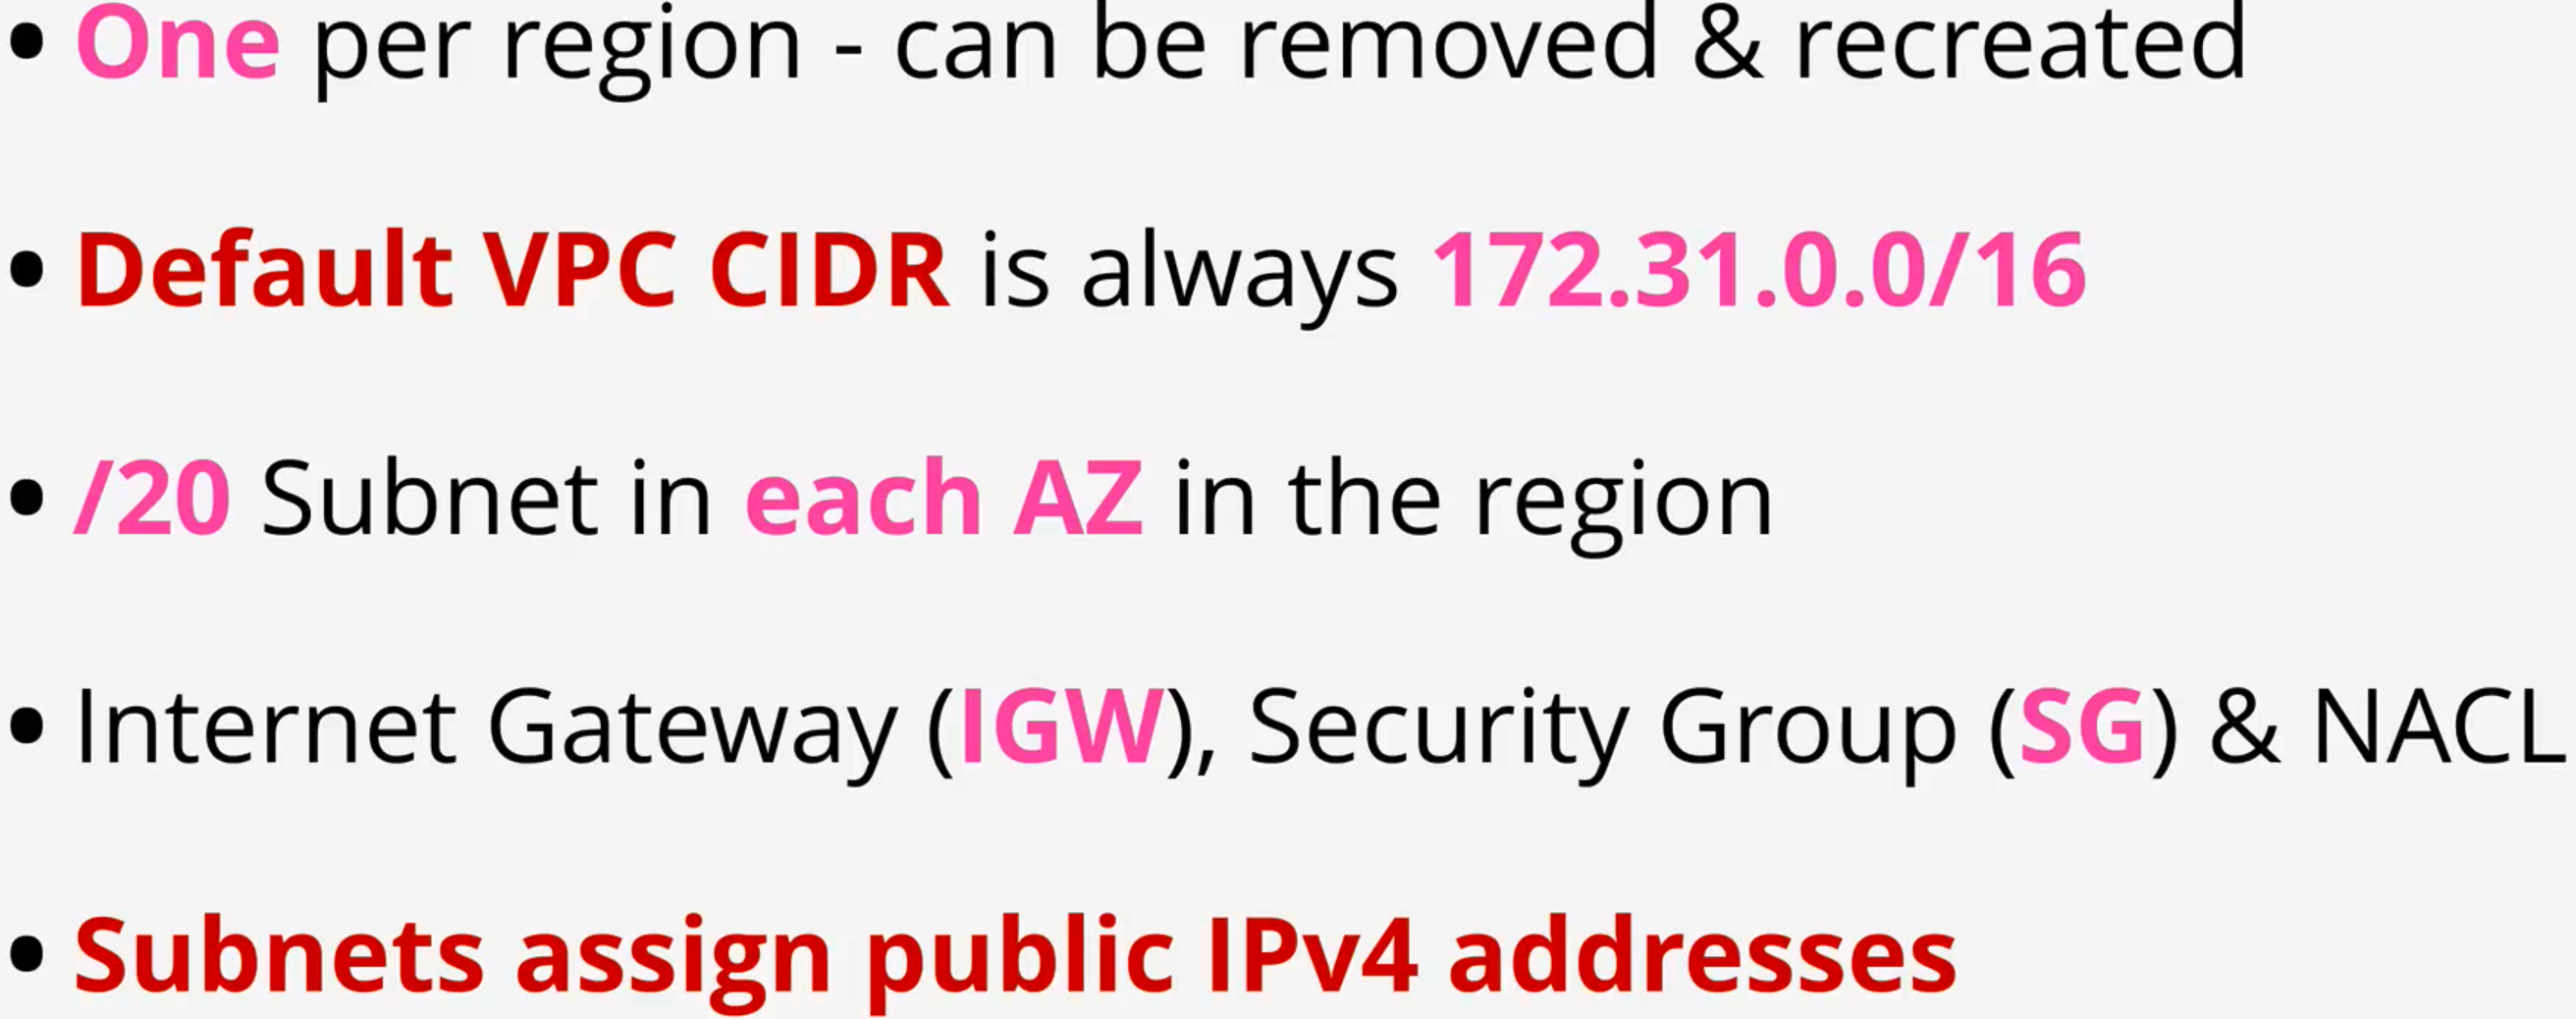 • One per region - can be removed & recreated
• Default VPC CIDR is always 172.31.0.0/16
• /20 Subnet in each AZ in the region
• Internet Gateway (IGW), Security Group (SG) & NACL
• Subnets assign public IPv4 addresses